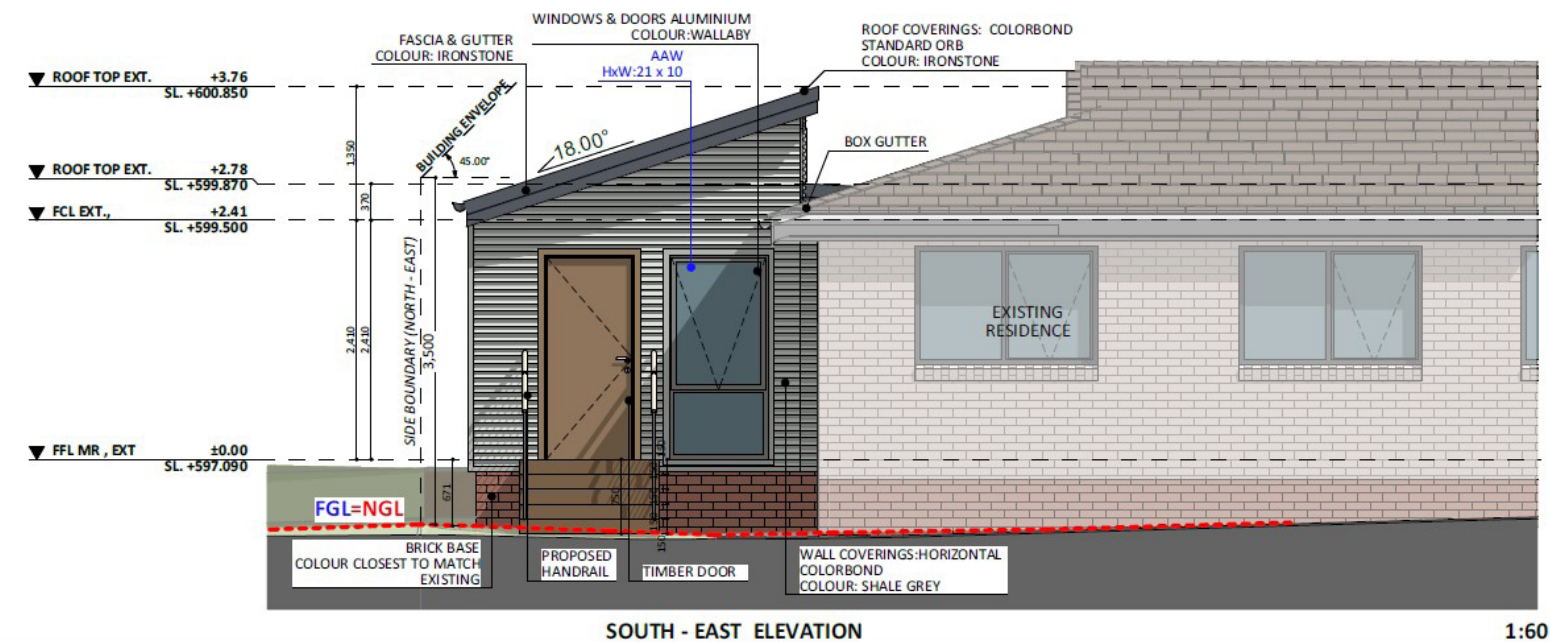 WINDOWS & DOORS ALUMINIUM
COLOUR:WALLABY
FASCIA & GUTTER
COLOUR: IRONSTONE
AAW
HxW:21 x 10
ROOF COVERINGS: COLORBOND
STANDARD ORB
COLOUR: IRONSTONE
ROOF TOP EXT. +3.76
SL. +600.850
BUILDING ENVELOPE
45.00°
18.00°
BOX GUTTER
1,350
ROOF TOP EXT. +2.78
SL. +599.870
370
FCL EXT., +2.41
SL. +599.500
2,410
2,410
SIDE BOUNDARY (NORTH - EAST)
3,500
EXISTING
RESIDENCE
FFL MR , EXT ±0.00
SL. +597.090
671
750
150
FGL=NGL
BRICK BASE
COLOUR CLOSEST TO MATCH
EXISTING
PROPOSED
HANDRAIL
TIMBER DOOR
WALL COVERINGS:HORIZONTAL
COLORBOND
COLOUR: SHALE GREY
SOUTH - EAST ELEVATION
1:60